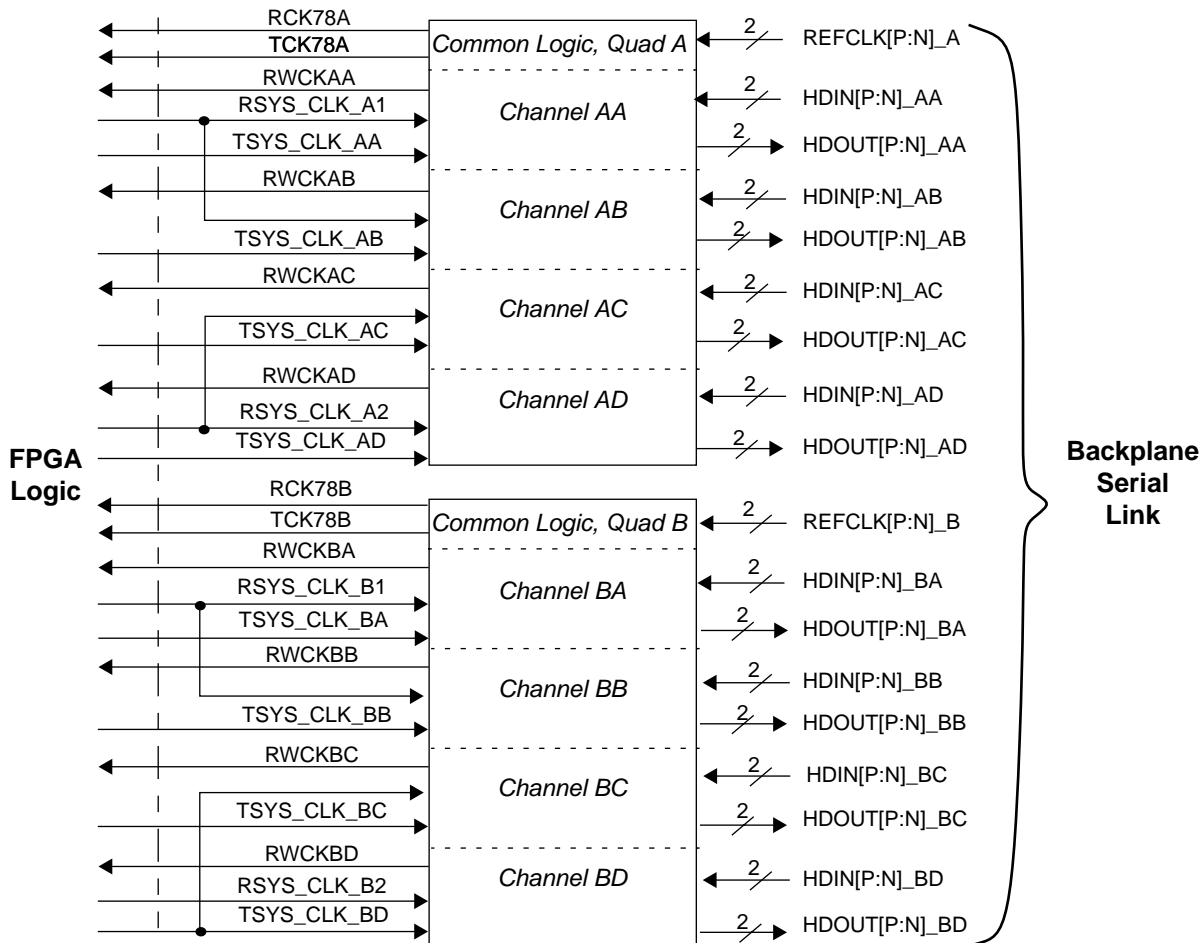 RCK78A
TCK78A
Common Logic, Quad A
2
REFCLK[P:N]_A
RWCKAA
RSYS_CLK_A1
Channel AA
2
HDIN[P:N]_AA
TSYS_CLK_AA
2
HDOUT[P:N]_AA
RWCKAB
Channel AB
2
HDIN[P:N]_AB
TSYS_CLK_AB
2
HDOUT[P:N]_AB
RWCKAC
Channel AC
2
HDIN[P:N]_AC
TSYS_CLK_AC
2
HDOUT[P:N]_AC
RWCKAD
Channel AD
2
HDIN[P:N]_AD
RSYS_CLK_A2
TSYS_CLK_AD
2
HDOUT[P:N]_AD
FPGA
Logic
Backplane
Serial
Link
RCK78B
TCK78B
Common Logic, Quad B
2
REFCLK[P:N]_B
RWCKBA
RSYS_CLK_B1
Channel BA
2
HDIN[P:N]_BA
TSYS_CLK_BA
2
HDOUT[P:N]_BA
RWCKBB
Channel BB
2
HDIN[P:N]_BB
TSYS_CLK_BB
2
HDOUT[P:N]_BB
RWCKBC
Channel BC
2
HDIN[P:N]_BC
TSYS_CLK_BC
2
HDOUT[P:N]_BC
RWCKBD
Channel BD
2
HDIN[P:N]_BD
RSYS_CLK_B2
TSYS_CLK_BD
2
HDOUT[P:N]_BD